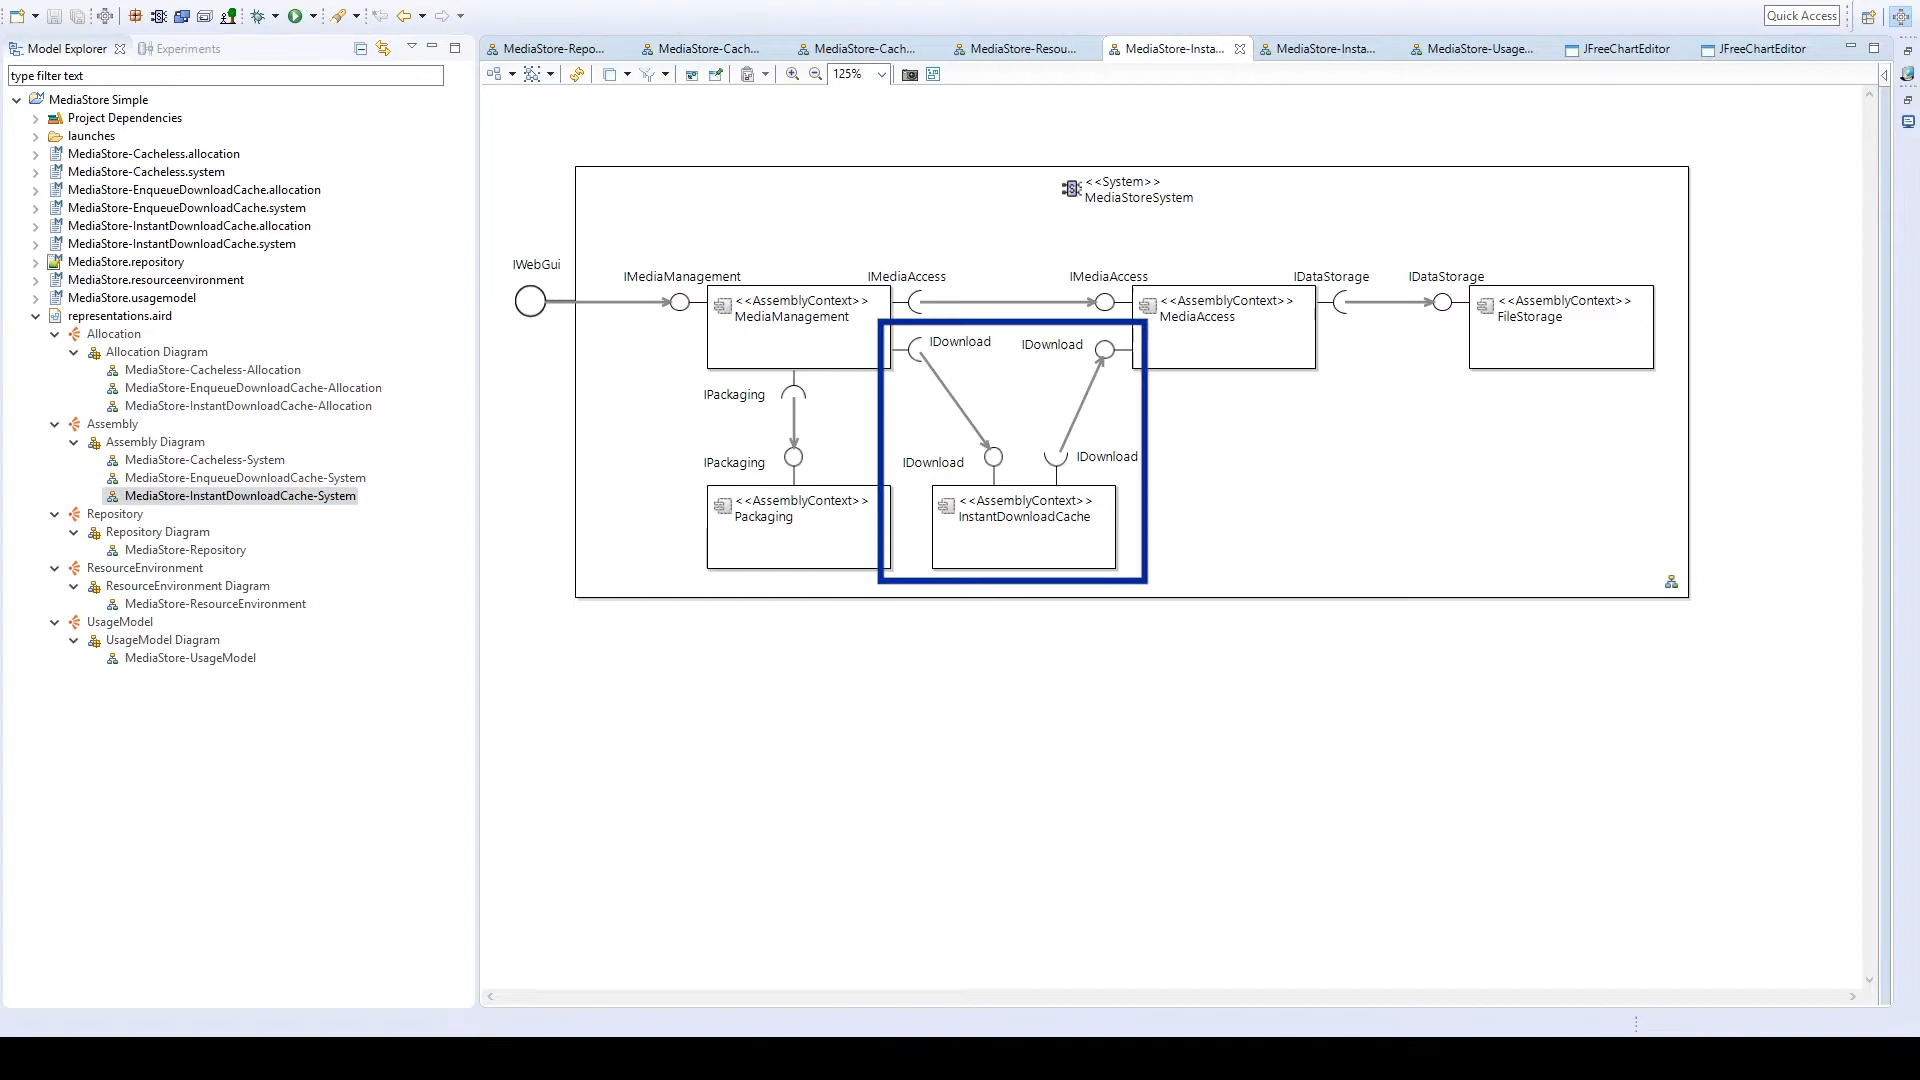 Quick Access
Model Explorer
Experiments
type filter text
MediaStore Simple
Project Dependencies
launches
MediaStore-Cacheless.allocation
MediaStore-Cacheless.system
MediaStore-EnqueueDownloadCache.allocation
MediaStore-EnqueueDownloadCache.system
MediaStore-InstantDownloadCache.allocation
MediaStore-InstantDownloadCache.system
MediaStore.repository
MediaStore.resourceenvironment
MediaStore.usagemodel
representations.aird
Allocation
Allocation Diagram
MediaStore-Cacheless-Allocation
MediaStore-EnqueueDownloadCache-Allocation
MediaStore-InstantDownloadCache-Allocation
Assembly
Assembly Diagram
MediaStore-Cacheless-System
MediaStore-EnqueueDownloadCache-System
MediaStore-InstantDownloadCache-System
Repository
Repository Diagram
MediaStore-Repository
ResourceEnvironment
ResourceEnvironment Diagram
MediaStore-ResourceEnvironment
UsageModel
UsageModel Diagram
MediaStore-UsageModel
MediaStore-Repo...
MediaStore-Cach...
MediaStore-Cach...
MediaStore-Resou...
MediaStore-Insta...
MediaStore-Insta...
MediaStore-Usage...
JFreeChartEditor
JFreeChartEditor
125%
<<System>>
MediaStoreSystem
IWebGui
IMediaManagement
IMediaAccess
IMediaAccess
IDataStorage
IDataStorage
<<AssemblyContext>>
MediaManagement
<<AssemblyContext>>
MediaAccess
<<AssemblyContext>>
FileStorage
IDownload
IDownload
IPackaging
IPackaging
IDownload
IDownload
<<AssemblyContext>>
Packaging
<<AssemblyContext>>
InstantDownloadCache